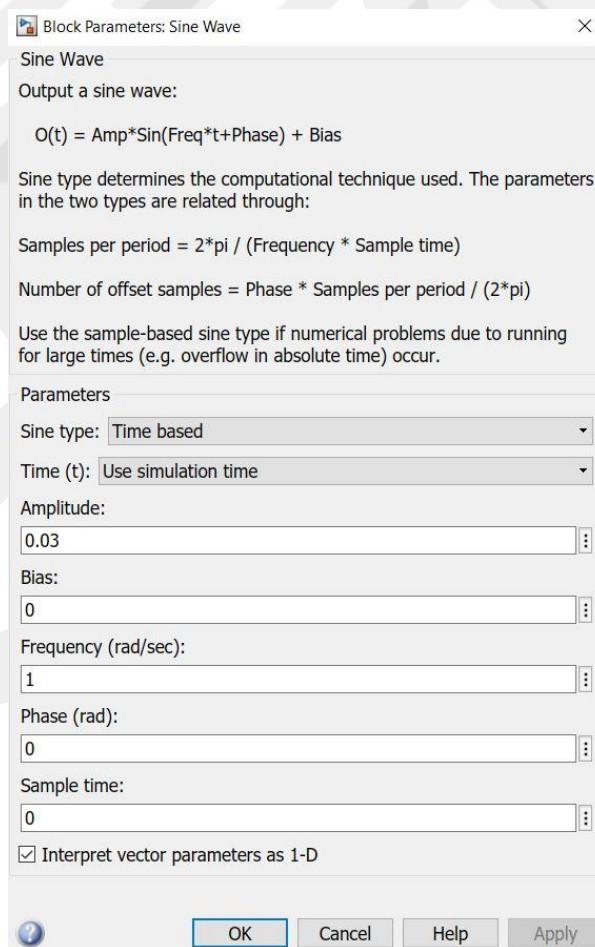 Block Parameters: Sine Wave
Sine Wave
Output a sine wave:
O(t) = Amp*Sin(Freq*t+Phase) + Bias
Sine type determines the computational technique used. The parameters
in the two types are related through:
Samples per period = 2*pi / (Frequency * Sample time)
Number of offset samples = Phase * Samples per period / (2*pi)
Use the sample-based sine type if numerical problems due to running
for large times (e.g. overflow in absolute time) occur.
Parameters
Sine type: Time based
Time (t): Use simulation time
Amplitude:
0.03
Bias:
0
Frequency (rad/sec):
1
Phase (rad):
0
Sample time:
0
Interpret vector parameters as 1-D
? OK Cancel Help Apply